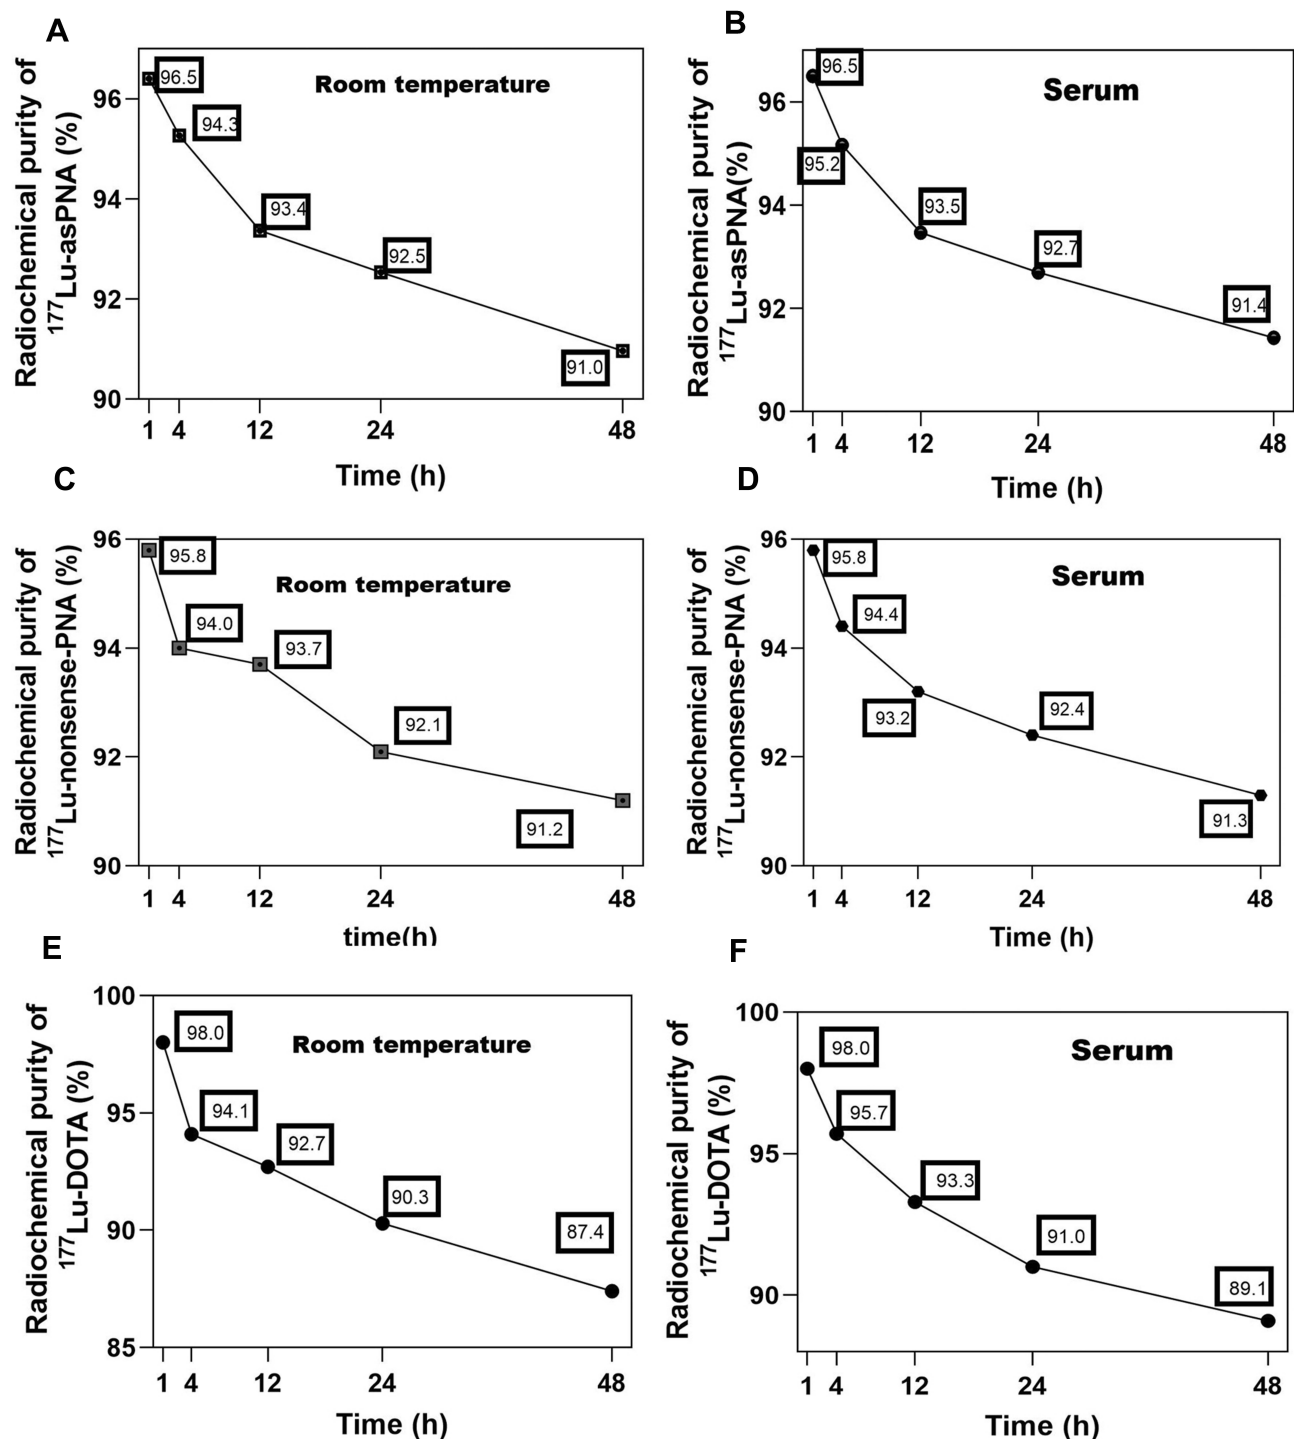 A
Radiochemical purity of
177Lu-asPNA (%)
Room temperature
96.5
94.3
93.4
92.5
91.0
96
94
92
90
1 4 12 24 48
Time (h)
B
Radiochemical purity of
177Lu-asPNA(%)
Serum
96.5
95.2
93.5
92.7
91.4
96
94
92
90
1 4 12 24 48
Time (h)
C
Radiochemical purity of
177Lu-nonsense-PNA (%)
Room temperature
95.8
94.0
93.7
92.1
91.2
96
94
92
90
1 4 12 24 48
time(h)
D
Radiochemical purity of
177Lu-nonsense-PNA (%)
Serum
95.8
94.4
93.2
92.4
91.3
96
94
92
90
1 4 12 24 48
Time (h)
E
Radiochemical purity of
177Lu-DOTA (%)
Room temperature
98.0
94.1
92.7
90.3
87.4
100
95
90
85
1 4 12 24 48
Time (h)
F
Radiochemical purity of
177Lu-DOTA (%)
Serum
98.0
95.7
93.3
91.0
89.1
100
95
90
1 4 12 24 48
Time (h)